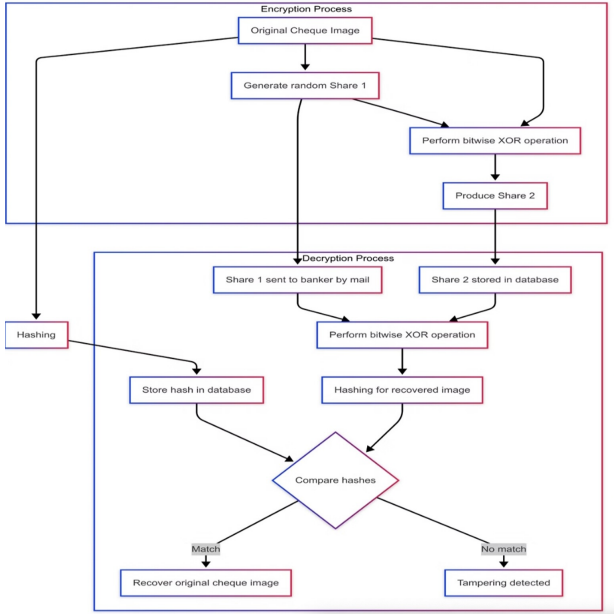 Encryption Process
Original Cheque Image
Generate random Share 1
Perform bitwise XOR operation
Produce Share 2
Decryption Process
Share 1 sent to banker by mail
Share 2 stored in database
Hashing
Perform bitwise XOR operation
Store hash in database
Hashing for recovered image
Compare hashes
Match
No match
Recover original cheque image
Tampering detected